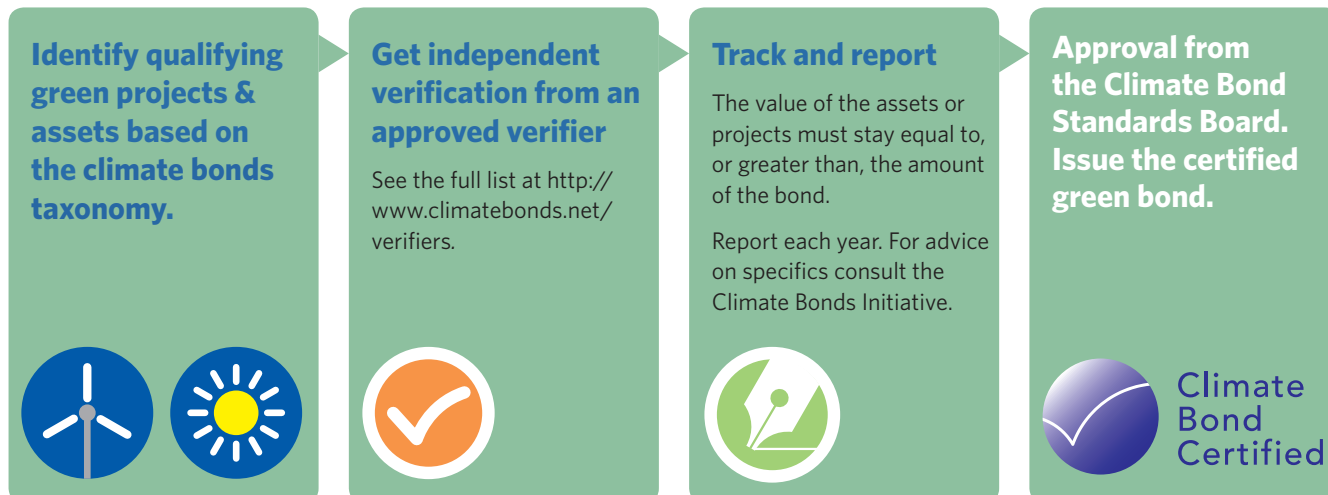 Identify qualifying
green projects &
assets based on
the climate bonds
taxonomy.
Get independent
verification from an
approved verifier
See the full list at http://
www.climatebonds.net/
verifiers.
Track and report
The value of the assets or
projects must stay equal to,
or greater than, the amount
of the bond.
Report each year. For advice
on specifics consult the
Climate Bonds Initiative.
Approval from
the Climate Bond
Standards Board.
Issue the certified
green bond.
Climate
Bond
Certified